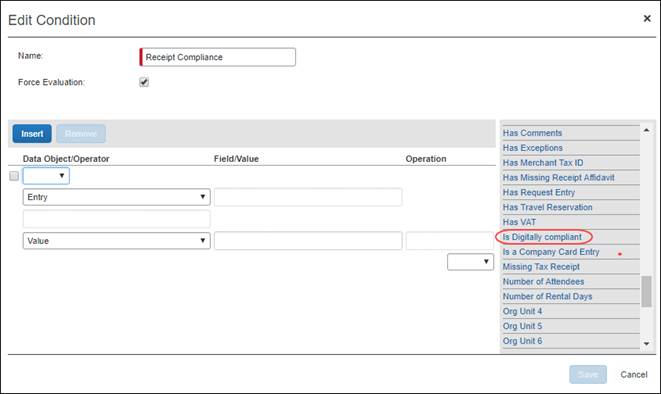 Edit Condition
×
Name:
Receipt Compliance
Force Evaluation:
Insert
Remove
Data Object/Operator
Field/Value
Operation
Entry
Value
Has Comments
Has Exceptions
Has Merchant Tax ID
Has Missing Receipt Affidavit
Has Request Entry
Has Travel Reservation
Has VAT
Is Digitally compliant
Is a Company Card Entry
Missing Tax Receipt
Number of Attendees
Number of Rental Days
Org Unit 4
Org Unit 5
Org Unit 6
Save
Cancel